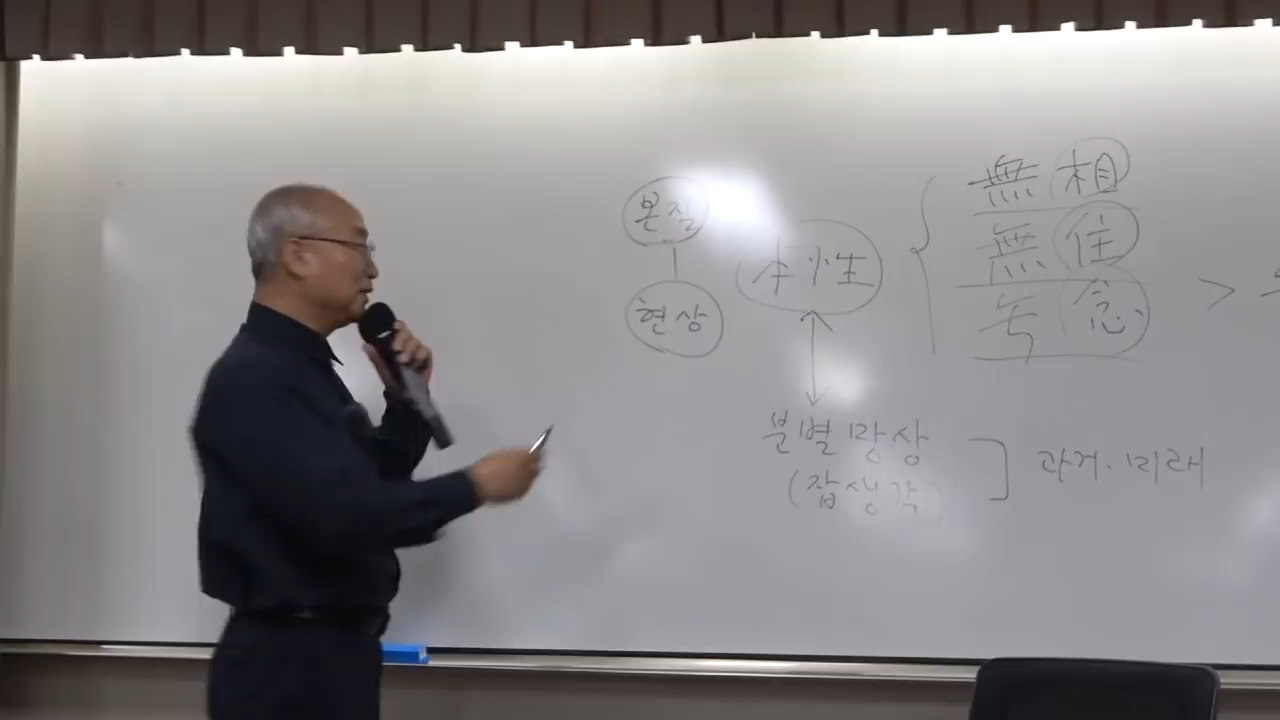 본질
현상
本性
無相
無住
무念
>
분별망상
(잡생각
] 과거·미래